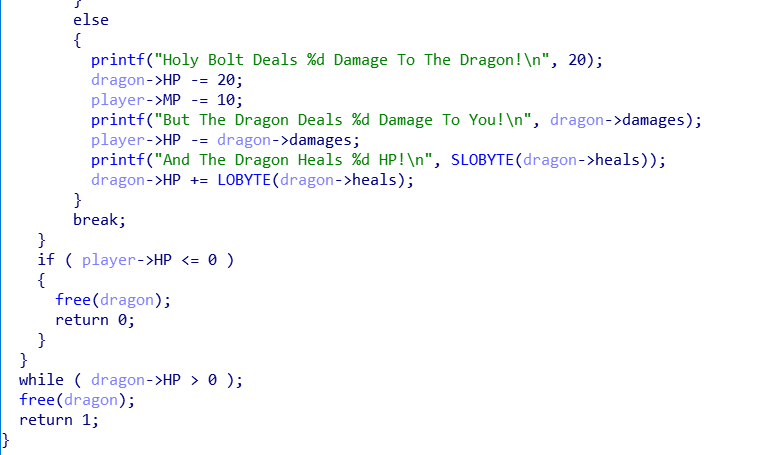 }
else
{
printf("Holy Bolt Deals %d Damage To The Dragon!\n", 20);
dragon->HP -= 20;
player->MP -= 10;
printf("But The Dragon Deals %d Damage To You!\n", dragon->damages);
player->HP -= dragon->damages;
printf("And The Dragon Heals %d HP!\n", SLOBYTE(dragon->heals));
dragon->HP += LOBYTE(dragon->heals);
}
break;
}
if ( player->HP <= 0 )
{
free(dragon);
return 0;
}
}
while ( dragon->HP > 0 );
free(dragon);
return 1;
}